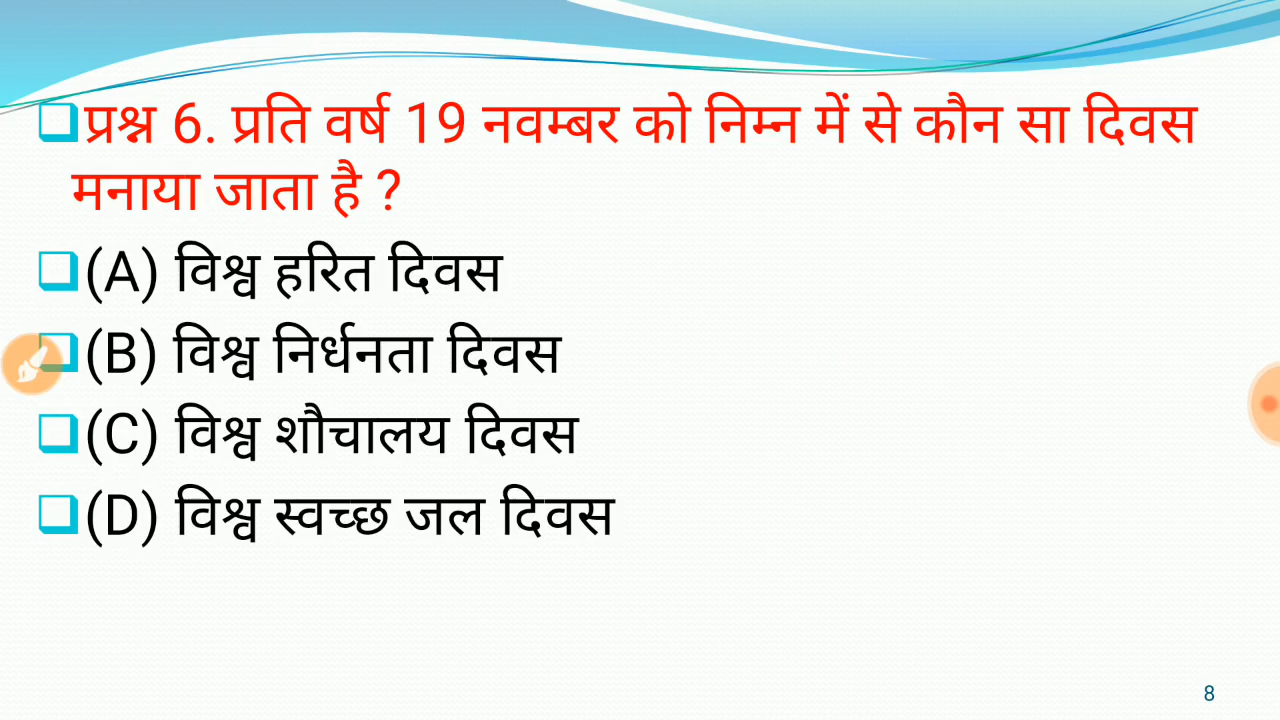 प्रश्न 6. प्रति वर्ष 19 नवम्बर को निम्न में से कौन सा दिवस
मनाया जाता है ?
(A) विश्व हरित दिवस
(B) विश्व निर्धनता दिवस
(C) विश्व शौचालय दिवस
(D) विश्व स्वच्छ जल दिवस
8